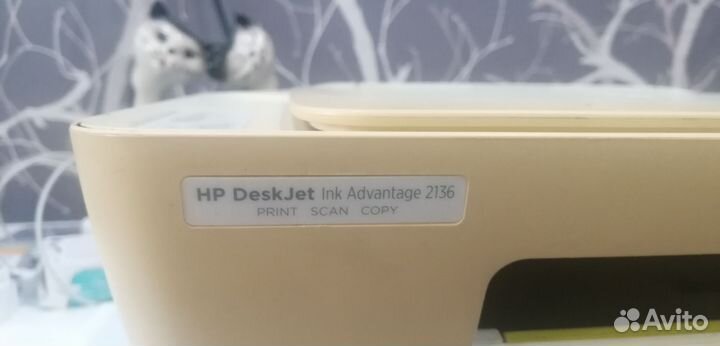 HP DeskJet Ink Advantage 2136
PRINT SCAN COPY
Avito